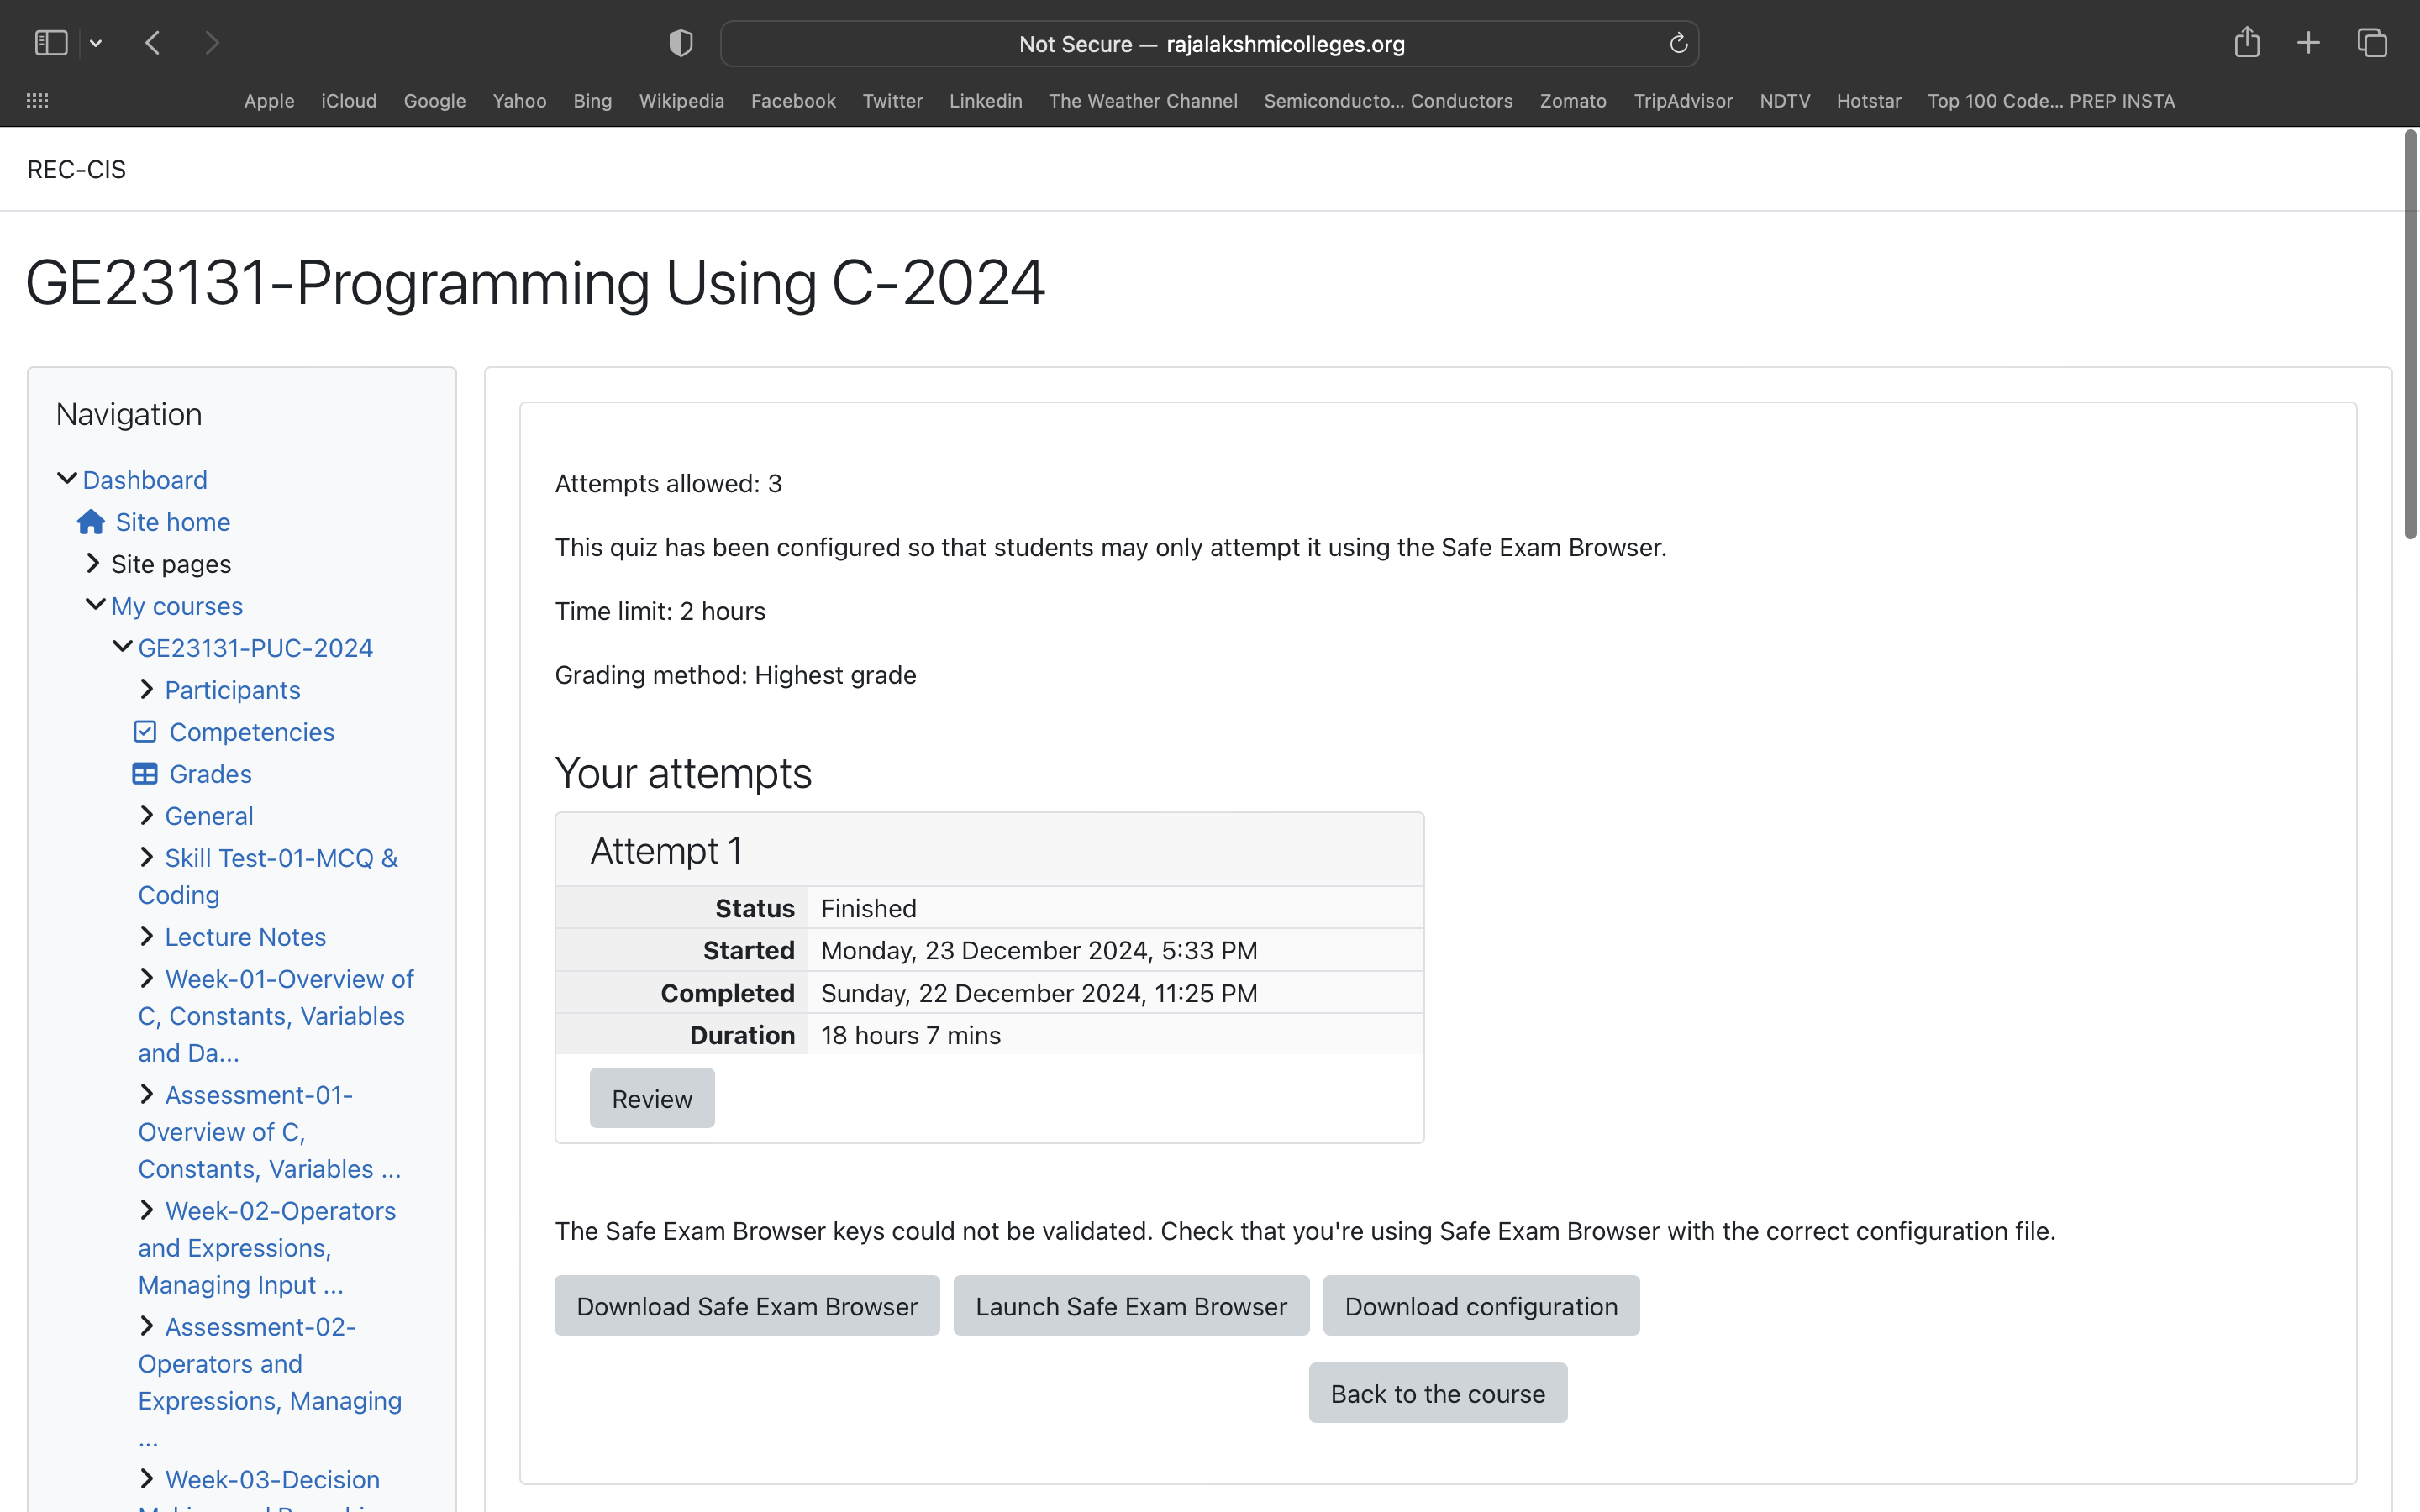 Not Secure — rajalakshmicolleges.org
Apple iCloud Google Yahoo Bing Wikipedia Facebook Twitter Linkedin The Weather Channel Semiconducto... Conductors Zomato TripAdvisor NDTV Hotstar Top 100 Code... PREP INSTA
REC-CIS
GE23131-Programming Using C-2024
Navigation
Dashboard
Site home
Site pages
My courses
GE23131-PUC-2024
Participants
Competencies
Grades
General
Skill Test-01-MCQ &
Coding
Lecture Notes
Week-01-Overview of
C, Constants, Variables
and Da...
Assessment-01-
Overview of C,
Constants, Variables ...
Week-02-Operators
and Expressions,
Managing Input ...
Assessment-02-
Operators and
Expressions, Managing
...
Week-03-Decision
Attempts allowed: 3
This quiz has been configured so that students may only attempt it using the Safe Exam Browser.
Time limit: 2 hours
Grading method: Highest grade
Your attempts
Attempt 1
Status Finished
Started Monday, 23 December 2024, 5:33 PM
Completed Sunday, 22 December 2024, 11:25 PM
Duration 18 hours 7 mins
Review
The Safe Exam Browser keys could not be validated. Check that you're using Safe Exam Browser with the correct configuration file.
Download Safe Exam Browser Launch Safe Exam Browser Download configuration
Back to the course